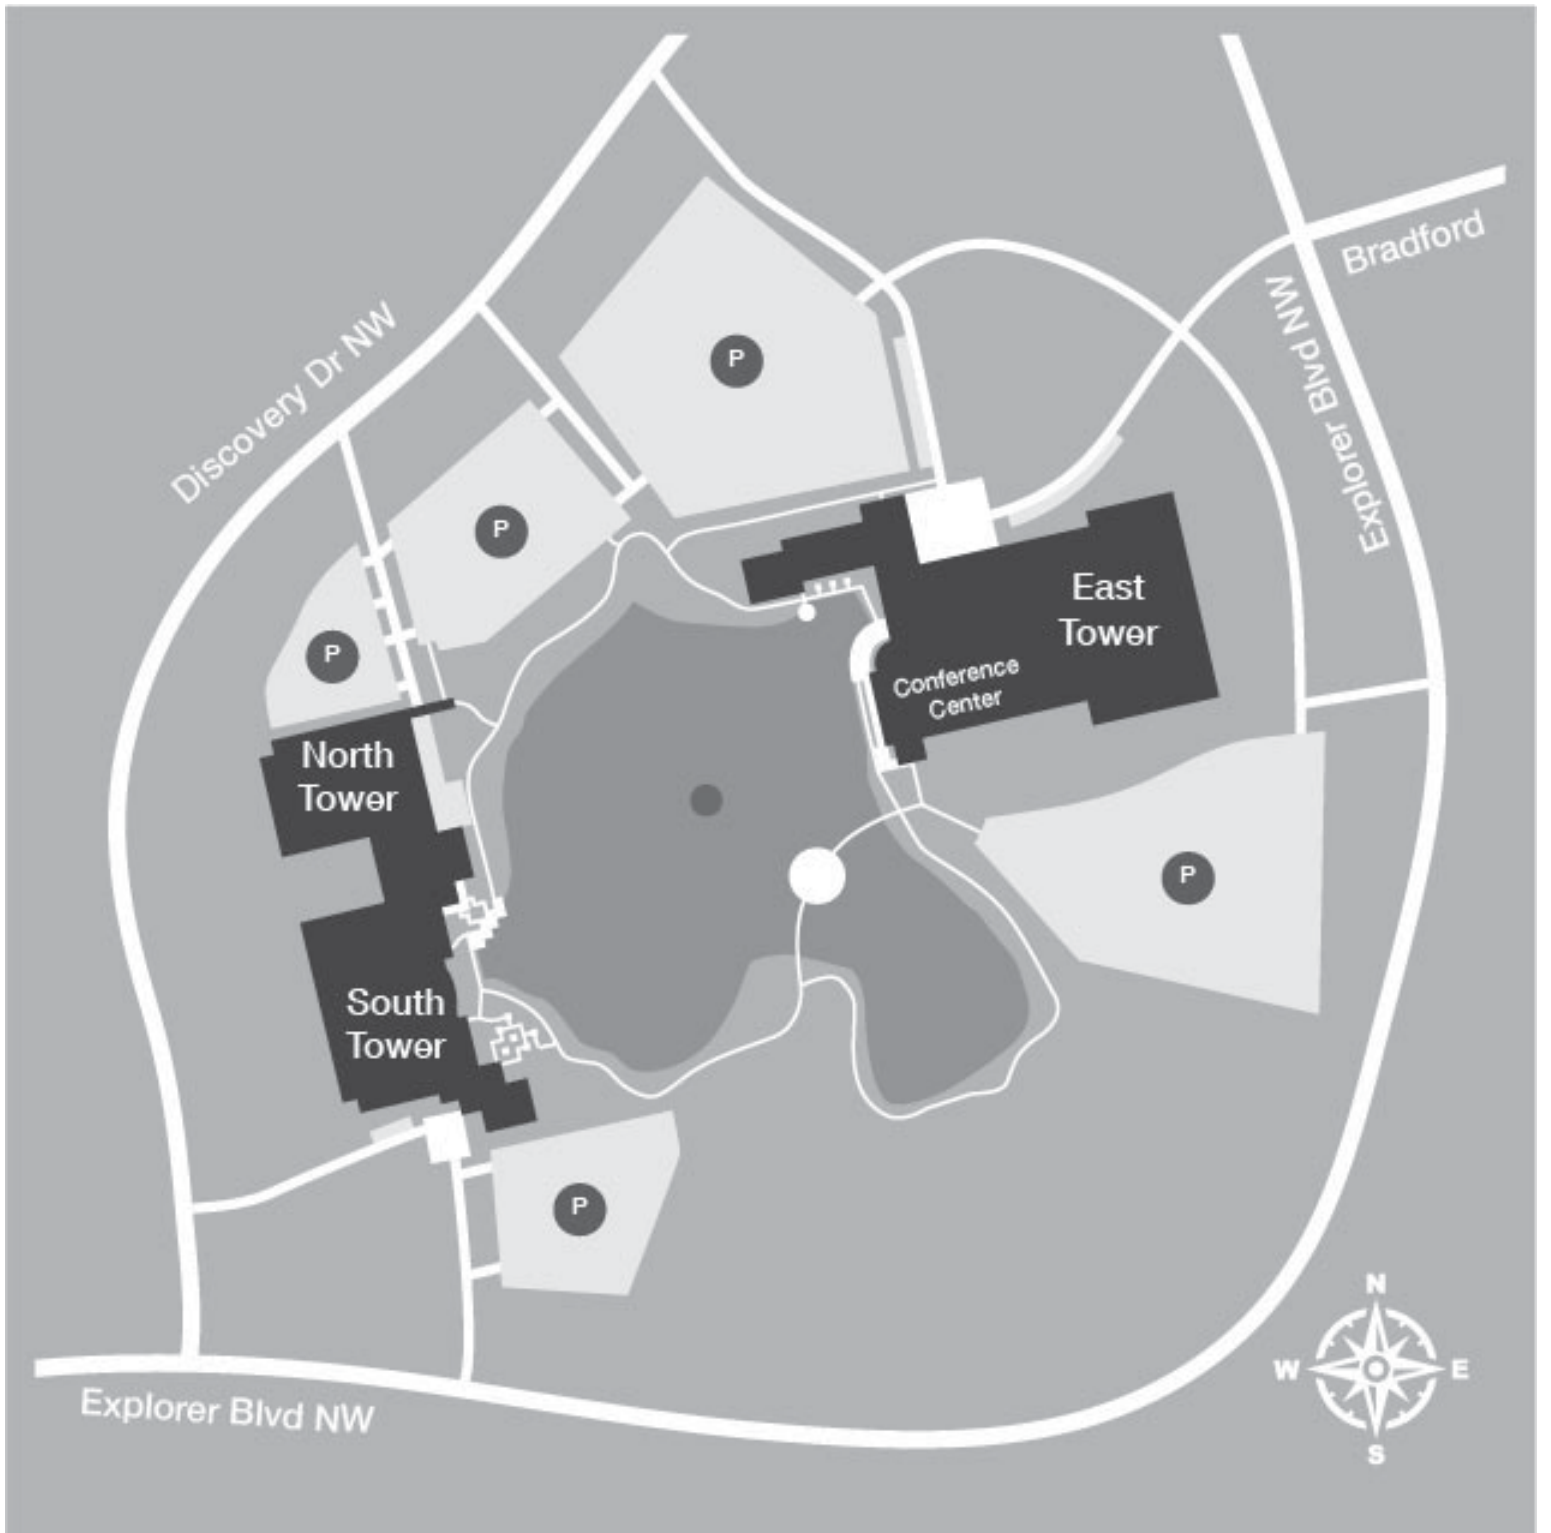 Bradford
Explorer Blvd NW
Discovery Dr NW
P
P
P
East
Tower
Conference
Center
North
Tower
P
South
Tower
P
N
W
E
S
Explorer Blvd NW